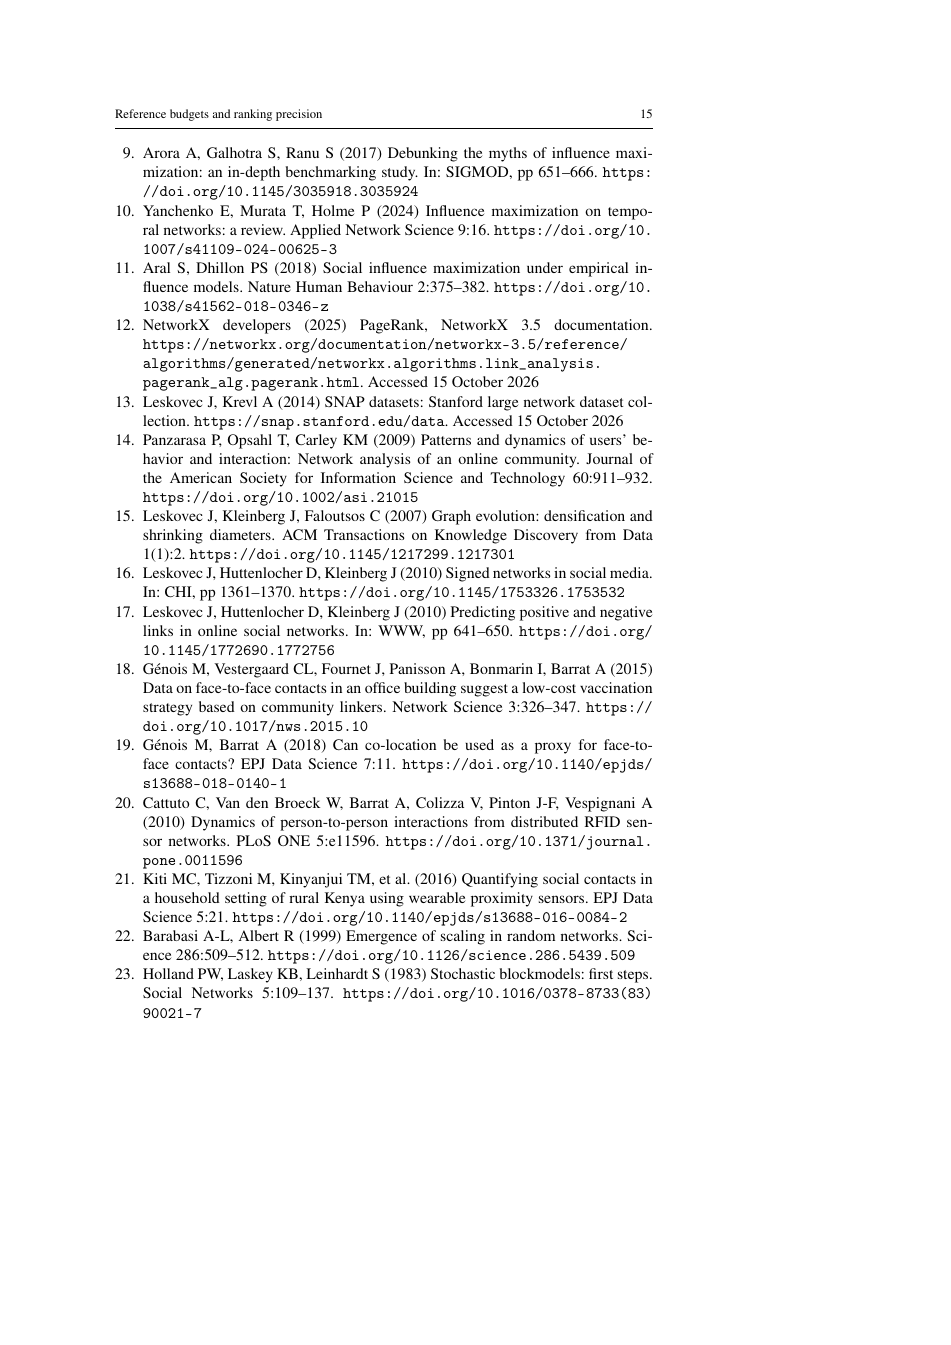 Reference budgets and ranking precision 15
9. Arora A, Galhotra S, Ranu S (2017) Debunking the myths of influence maxi-
mization: an in-depth benchmarking study. In: SIGMOD, pp 651–666. https:
//doi.org/10.1145/3035918.3035924
10. Yanchenko E, Murata T, Holme P (2024) Influence maximization on tempo-
ral networks: a review. Applied Network Science 9:16. https://doi.org/10.
1007/s41109-024-00625-3
11. Aral S, Dhillon PS (2018) Social influence maximization under empirical in-
fluence models. Nature Human Behaviour 2:375–382. https://doi.org/10.
1038/s41562-018-0346-z
12. NetworkX developers (2025) PageRank, NetworkX 3.5 documentation.
https://networkx.org/documentation/networkx-3.5/reference/
algorithms/generated/networkx.algorithms.link_analysis.
pagerank_alg.pagerank.html. Accessed 15 October 2026
13. Leskovec J, Krevl A (2014) SNAP datasets: Stanford large network dataset col-
lection. https://snap.stanford.edu/data. Accessed 15 October 2026
14. Panzarasa P, Opsahl T, Carley KM (2009) Patterns and dynamics of users' be-
havior and interaction: Network analysis of an online community. Journal of
the American Society for Information Science and Technology 60:911–932.
https://doi.org/10.1002/asi.21015
15. Leskovec J, Kleinberg J, Faloutsos C (2007) Graph evolution: densification and
shrinking diameters. ACM Transactions on Knowledge Discovery from Data
1(1):2. https://doi.org/10.1145/1217299.1217301
16. Leskovec J, Huttenlocher D, Kleinberg J (2010) Signed networks in social media.
In: CHI, pp 1361–1370. https://doi.org/10.1145/1753326.1753532
17. Leskovec J, Huttenlocher D, Kleinberg J (2010) Predicting positive and negative
links in online social networks. In: WWW, pp 641–650. https://doi.org/
10.1145/1772690.1772756
18. Génois M, Vestergaard CL, Fournet J, Panisson A, Bonmarin I, Barrat A (2015)
Data on face-to-face contacts in an office building suggest a low-cost vaccination
strategy based on community linkers. Network Science 3:326–347. https://
doi.org/10.1017/nws.2015.10
19. Génois M, Barrat A (2018) Can co-location be used as a proxy for face-to-
face contacts? EPJ Data Science 7:11. https://doi.org/10.1140/epjds/
s13688-018-0140-1
20. Cattuto C, Van den Broeck W, Barrat A, Colizza V, Pinton J-F, Vespignani A
(2010) Dynamics of person-to-person interactions from distributed RFID sen-
sor networks. PLoS ONE 5:e11596. https://doi.org/10.1371/journal.
pone.0011596
21. Kiti MC, Tizzoni M, Kinyanjui TM, et al. (2016) Quantifying social contacts in
a household setting of rural Kenya using wearable proximity sensors. EPJ Data
Science 5:21. https://doi.org/10.1140/epjds/s13688-016-0084-2
22. Barabasi A-L, Albert R (1999) Emergence of scaling in random networks. Sci-
ence 286:509–512. https://doi.org/10.1126/science.286.5439.509
23. Holland PW, Laskey KB, Leinhardt S (1983) Stochastic blockmodels: first steps.
Social Networks 5:109–137. https://doi.org/10.1016/0378-8733(83)
90021-7